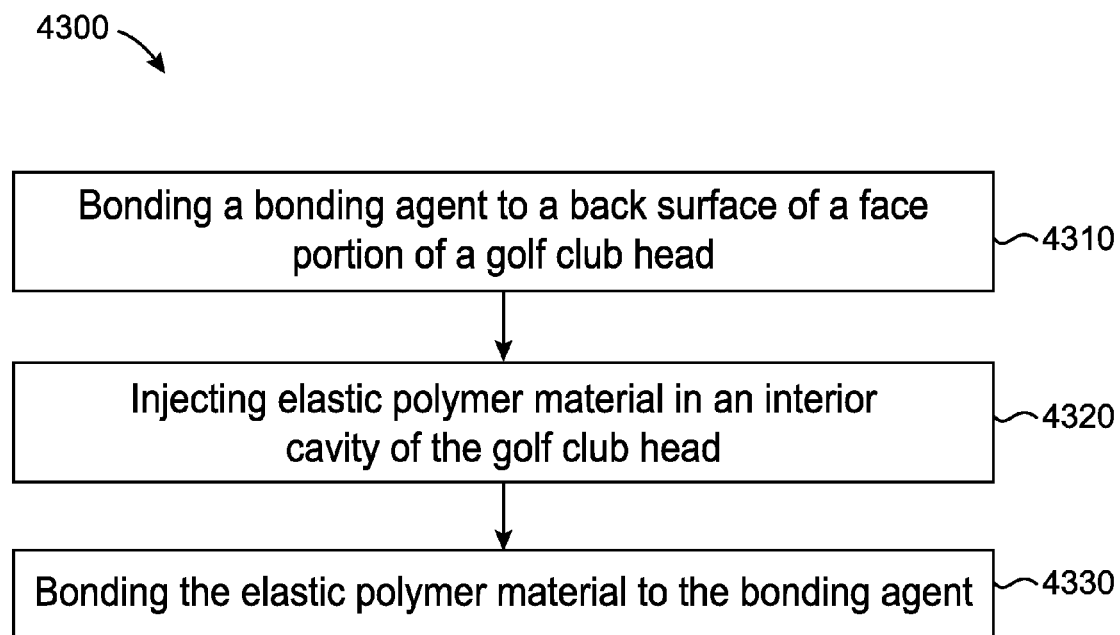 4300
Bonding a bonding agent to a back surface of a face
portion of a golf club head
4310
Injecting elastic polymer material in an interior
cavity of the golf club head
4320
Bonding the elastic polymer material to the bonding agent
4330